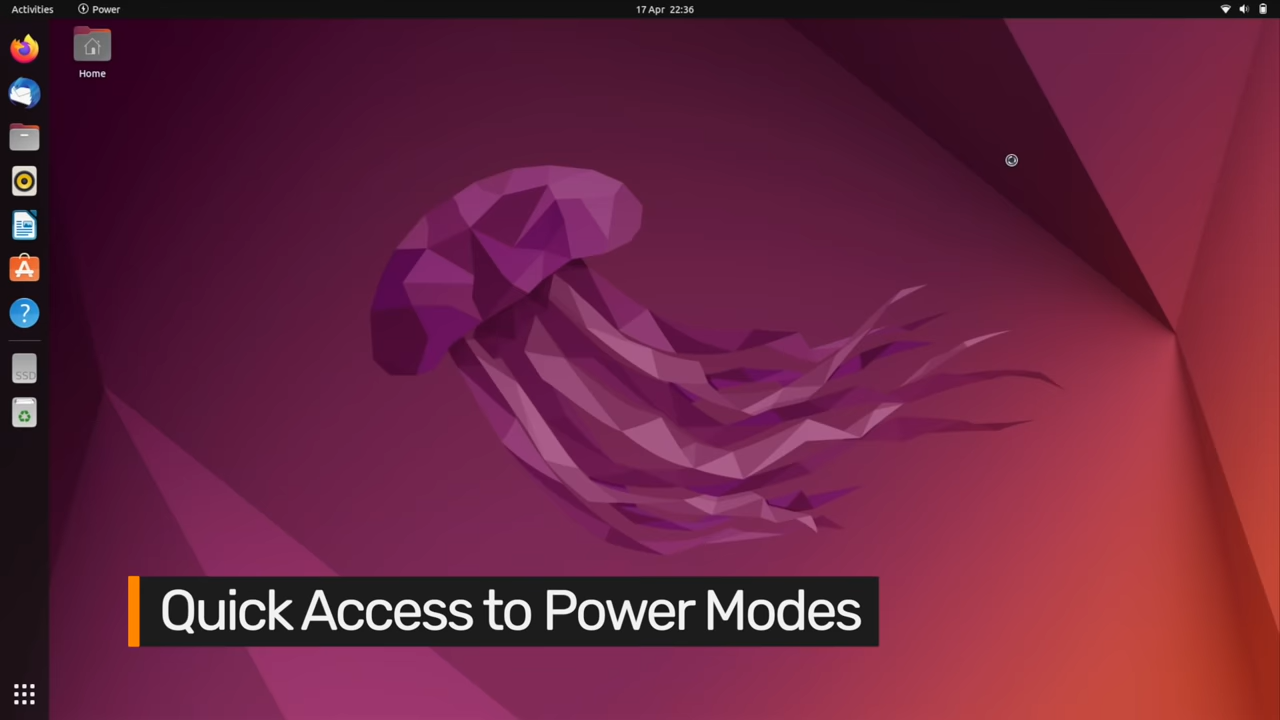 Activities
Power
17 Apr 22:36
Home
SSD
Quick Access to Power Modes